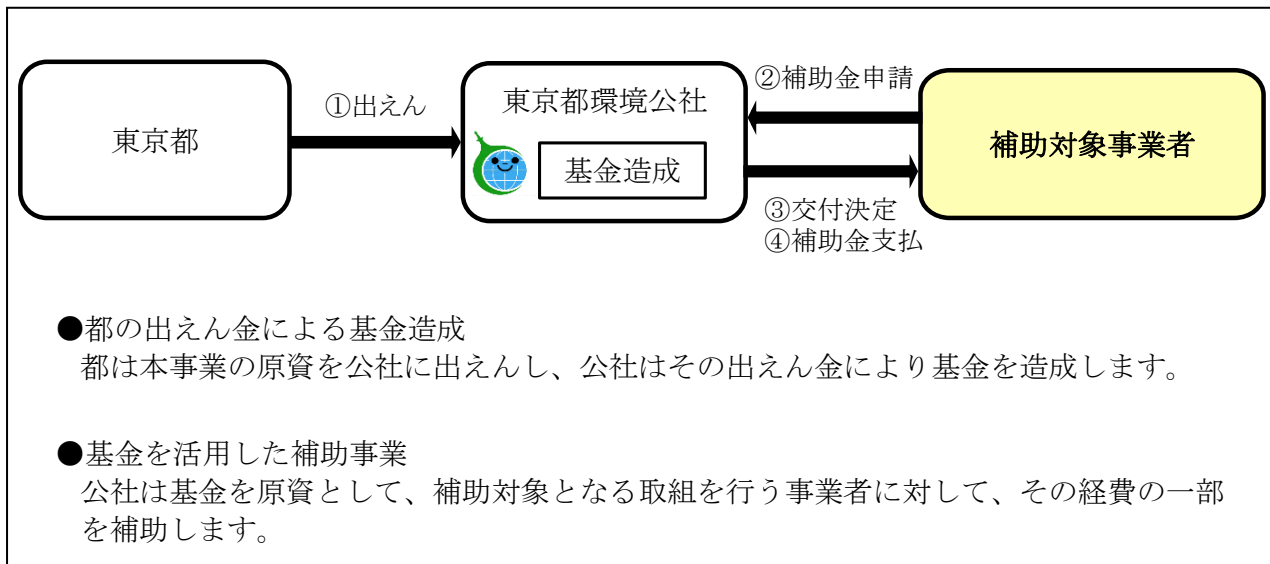 東京都
①出えん
東京都環境公社
基金造成
②補助金申請
③交付決定
④補助金支払
補助対象事業者
●都の出えん金による基金造成
都は本事業の原資を公社に出えんし、公社はその出えん金により基金を造成します。
●基金を活用した補助事業
公社は基金を原資として、補助対象となる取組を行う事業者に対して、その経費の一部
を補助します。